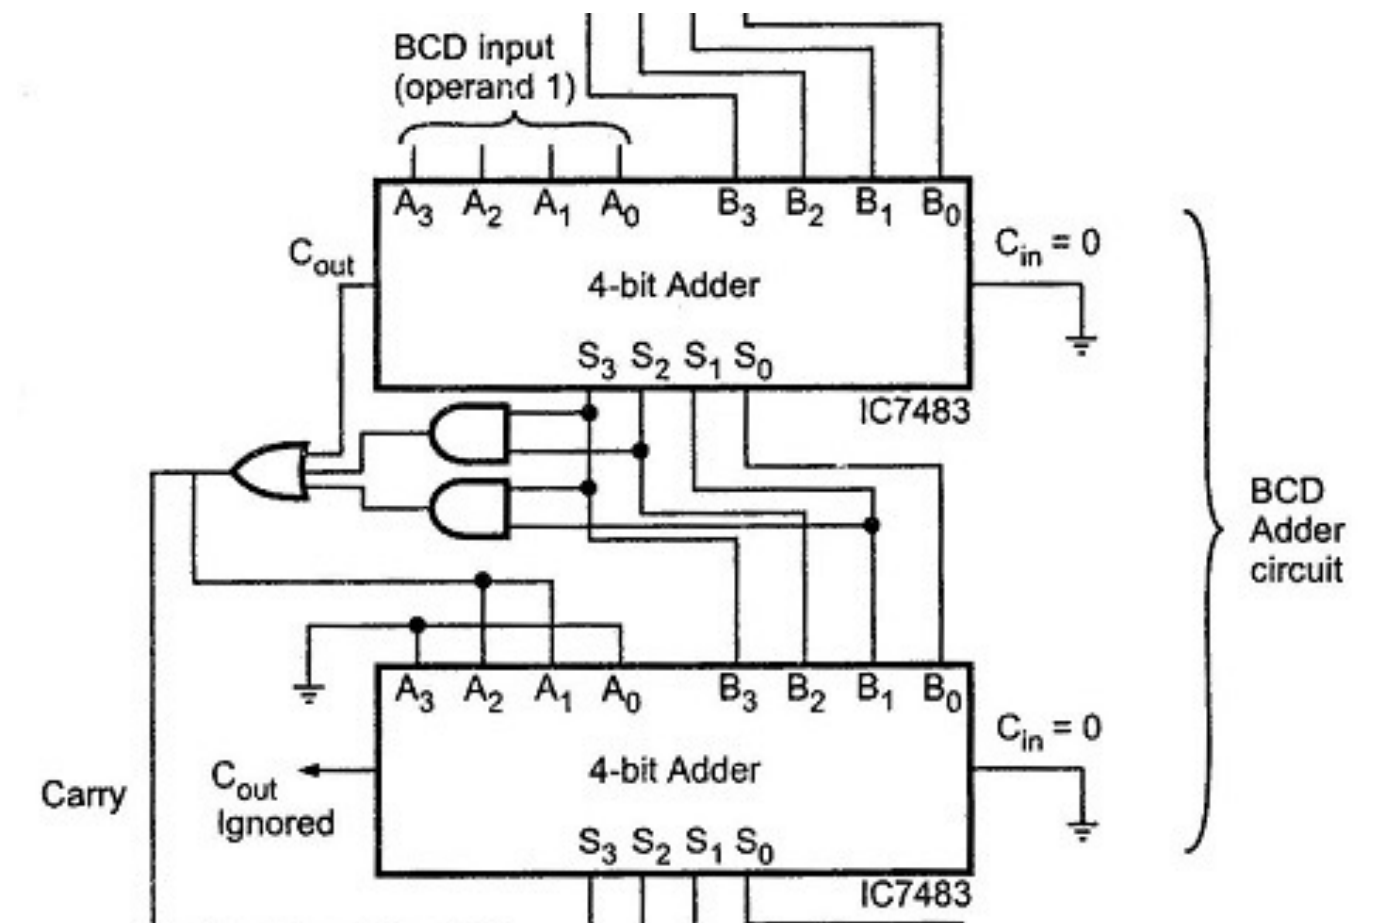 BCD input
(operand 1)
A3 A2 A1 A0 B3 B2 B1 B0
Cout
Cin = 0
4-bit Adder
S3 S2 S1 S0
IC7483
BCD
Adder
circuit
A3 A2 A1 A0 B3 B2 B1 B0
Cin = 0
4-bit Adder
Carry
Cout
Ignored
S3 S2 S1 S0
IC7483